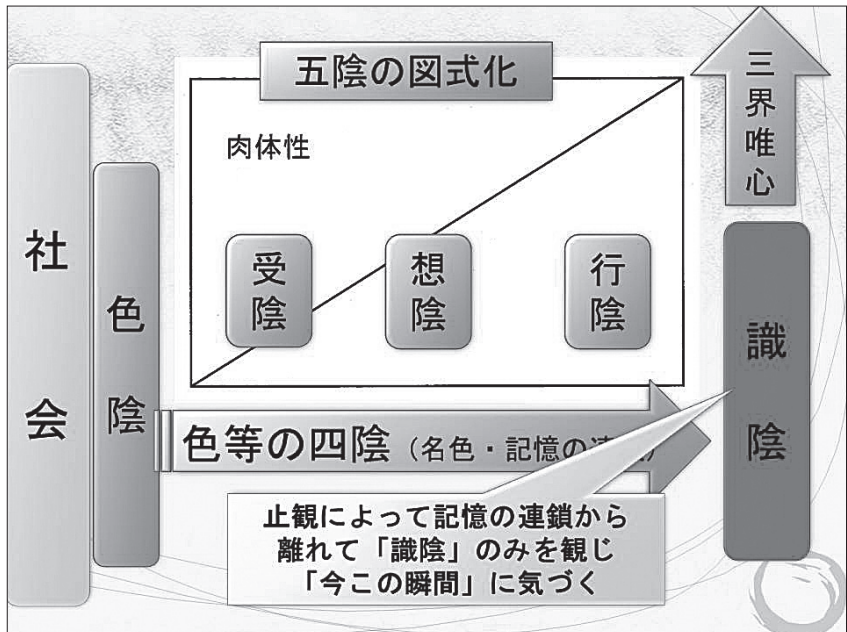 五陰の図式化
三界唯心
肉体性
社会
色陰
受陰
想陰
行陰
識陰
色等の四陰（名色・記憶の
止観によって記憶の連鎖から
離れて「識陰」のみを観じ
「今この瞬間」に気づく